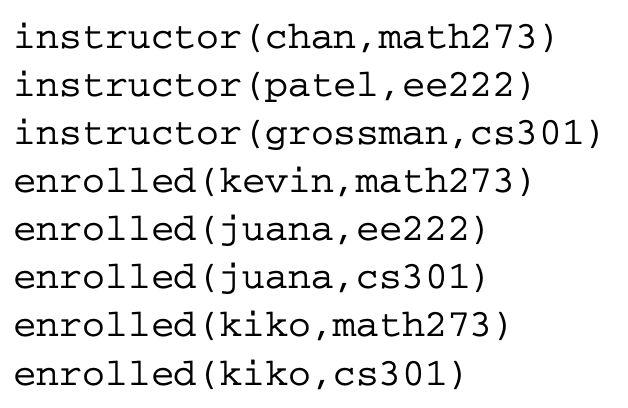 instructor(chan,math273)
instructor(patel,ee222)
instructor(grossman,cs301)
enrolled(kevin,math273)
enrolled(juana,ee222)
enrolled(juana,cs301)
enrolled(kiko,math273)
enrolled(kiko,cs301)